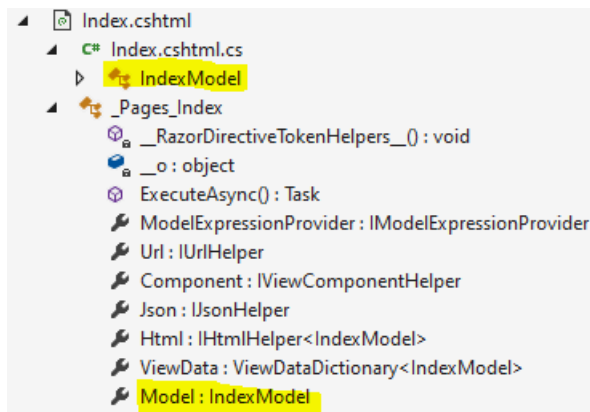 Index.cshtml
C# Index.cshtml.cs
IndexModel
_Pages_Index
__RazorDirectiveTokenHelpers__() : void
__o : object
ExecuteAsync() : Task
ModelExpressionProvider : IModelExpressionProvider
Url : IUrlHelper
Component : IViewComponentHelper
Json : IJsonHelper
Html : IHtmlHelper<IndexModel>
ViewData : ViewDataDictionary<IndexModel>
Model : IndexModel